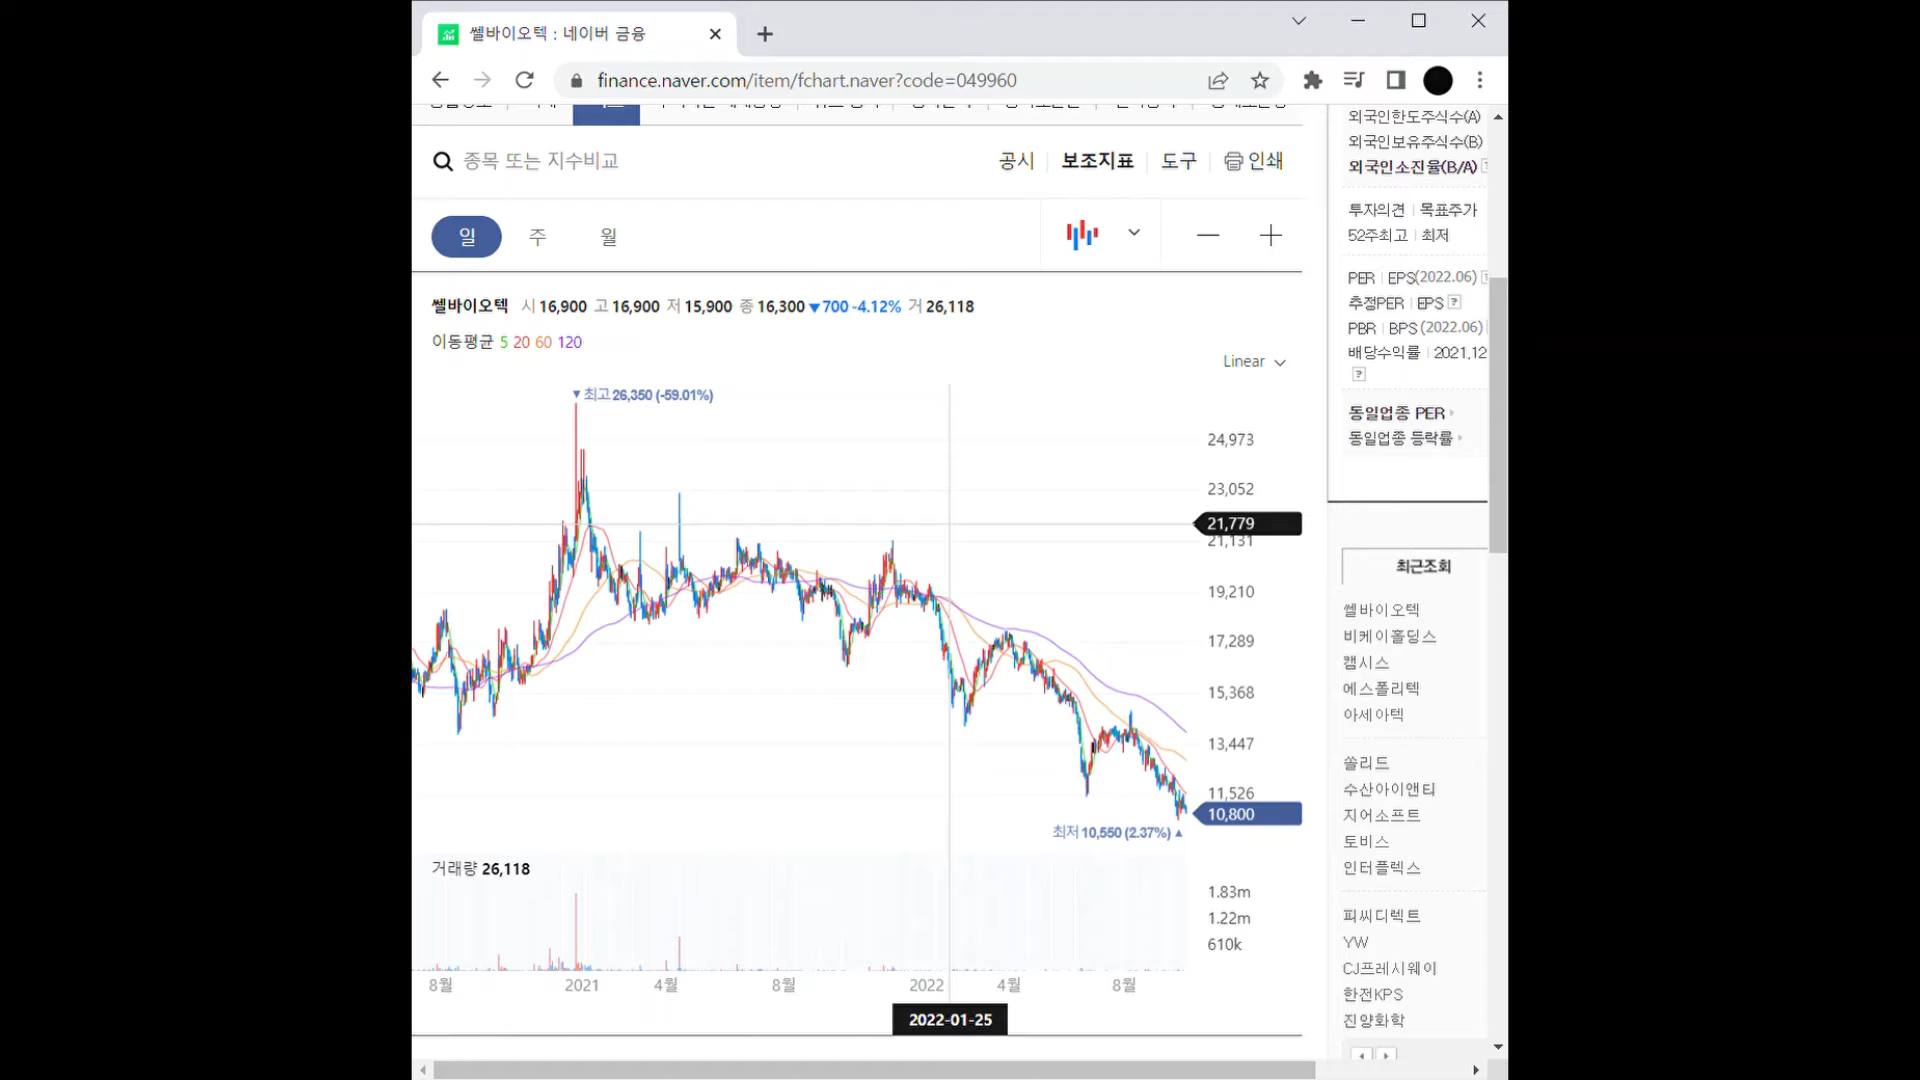 쎌바이오텍 : 네이버 금융
finance.naver.com/item/fchart.naver?code=049960
종목 또는 지수비교
공시 보조지표 도구 인쇄
일 주 월
쎌바이오텍 시 16,900 고 16,900 저 15,900 종 16,300 ▼700 -4.12% 거 26,118
이동평균 5 20 60 120
Linear
▼최고 26,350 (-59.01%)
24,973
23,052
21,779
21,131
19,210
17,289
15,368
13,447
11,526
10,800
최저 10,550 (2.37%) ▲
거래량 26,118
1.83m
1.22m
610k
8월 2021 4월 8월 2022 4월 8월
2022-01-25
외국인한도주식수(A)
외국인보유주식수(B)
외국인소진율(B/A) ?
투자의견 | 목표주가
52주최고 | 최저
PER | EPS(2022.06) ?
추정PER | EPS ?
PBR | BPS (2022.06)
배당수익률 | 2021.12
?
동일업종 PER
동일업종 등락률
최근조회
쎌바이오텍
비케이홀딩스
캠시스
에스폴리텍
아세아텍
쏠리드
수산아이앤티
지어소프트
토비스
인터플렉스
피씨디렉트
YW
CJ프레시웨이
한전KPS
진양화학